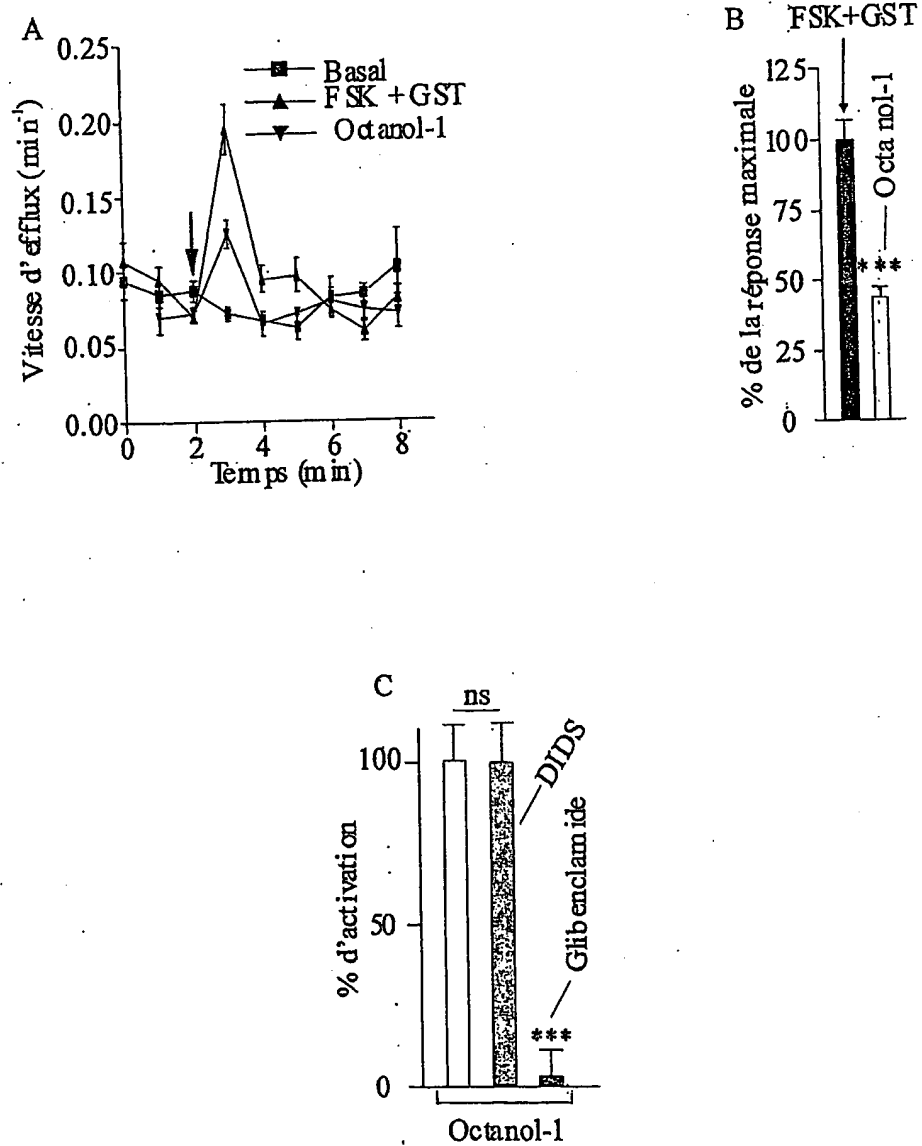 A
0.25
0.20
0.15
0.10
0.05
0.00
Vitesse d'efflux (min⁻¹)
Basal
FSK + GST
Octanol-1
0 2 4 6 8
Temps (min)
B
FSK+GST
125
100
75
50
25
0
% de la réponse maximale
Octanol-1
***
C
ns
100
50
0
% d'activation
DIDS
Glibenclamide
***
Octanol-1